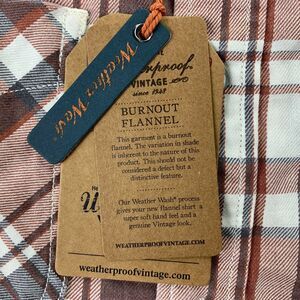 Weather Wash
VINTAGE
since 1948
BURNOUT
FLANNEL
This garment is a burnout
flannel. The variation in shade
is inherent to the nature of this
product. This should not be
considered a defect but a
distinctive feature.
Our Weather Wash® process
gives your new flannel shirt a
super soft hand feel and a
genuine Vintage look.
WEATHERPROOFVINTAGE.COM
weatherproofvintage.com